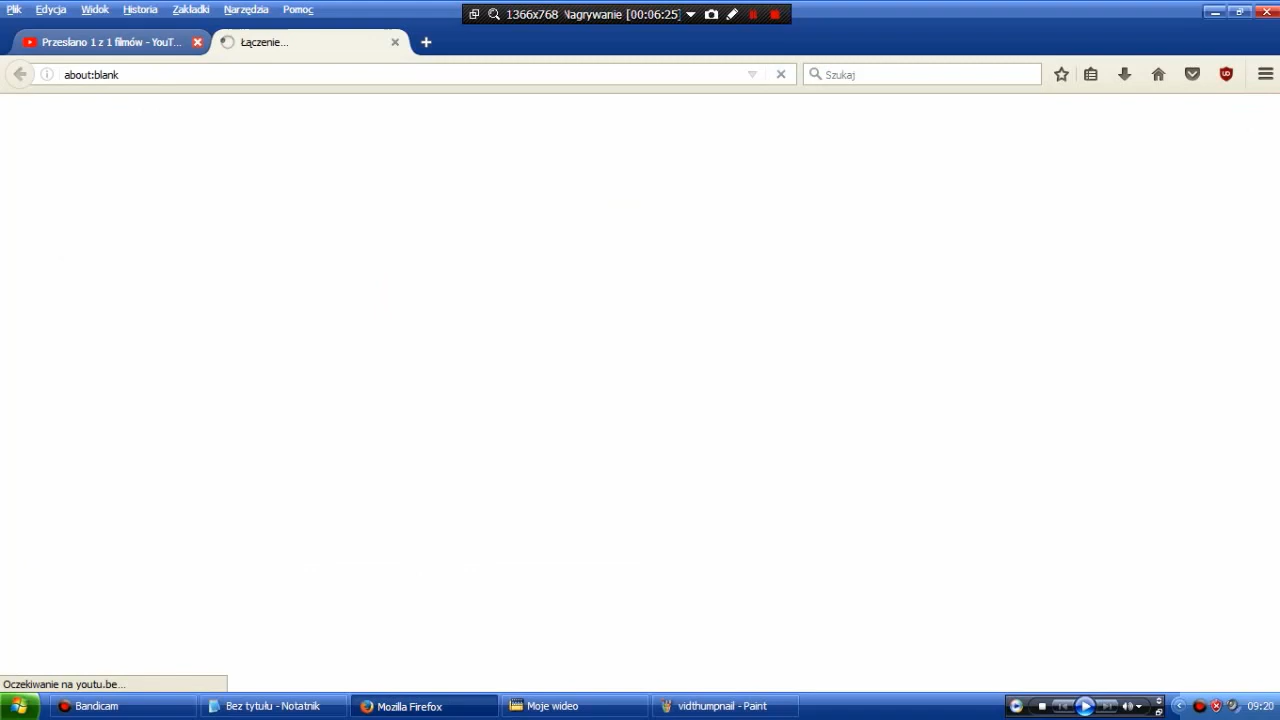 Plik Edycja Widok Historia Zakładki Narzędzia Pomoc
1366x768 Nagrywanie [00:06:25]
Przesłano 1 z 1 filmów - YouT... Łączenie...
about:blank Szukaj
Oczekiwanie na youtu.be...
Bandicam Bez tytułu - Notatnik Mozilla Firefox Moje wideo vidthumpnail - Paint 09:20